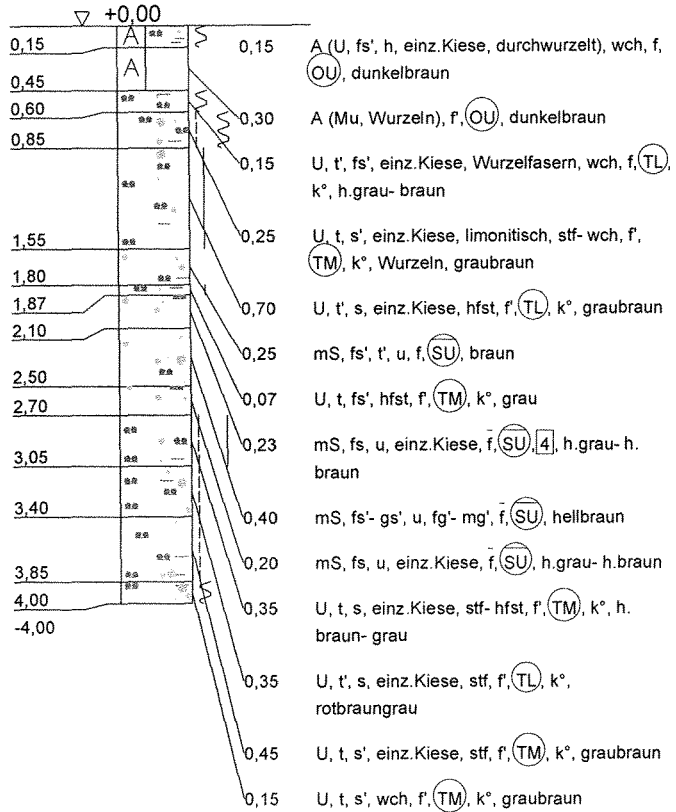 +0,00
A
0,15
A
0,45
0,60
0,85
1,55
1,80
1,87
2,10
2,50
2,70
3,05
3,40
3,85
4,00
-4,00
0,15 A (U, fs', h, einz.Kiese, durchwurzelt), wch, f,
OU, dunkelbraun
0,30 A (Mu, Wurzeln), f', OU, dunkelbraun
0,15 U, t', fs', einz.Kiese, Wurzelfasern, wch, f, TL,
k°, h.grau- braun
0,25 U, t, s', einz.Kiese, limonitisch, stf- wch, f',
TM, k°, Wurzeln, graubraun
0,70 U, t', s, einz.Kiese, hfst, f', TL, k°, graubraun
0,25 mS, fs', t', u, f, S̅U̅, braun
0,07 U, t, fs', hfst, f', TM, k°, grau
0,23 mS, fs, u, einz.Kiese, f̄, S̅U̅, 4, h.grau- h.
braun
0,40 mS, fs'- gs', u, fg'- mg', f̄, S̅U̅, hellbraun
0,20 mS, fs, u, einz.Kiese, f̄, S̅U̅, h.grau- h.braun
0,35 U, t, s, einz.Kiese, stf- hfst, f', TM, k°, h.
braun- grau
0,35 U, t', s, einz.Kiese, stf, f', TL, k°,
rotbraungrau
0,45 U, t, s', einz.Kiese, stf, f', TM, k°, graubraun
0,15 U, t, s', wch, f', TM, k°, graubraun